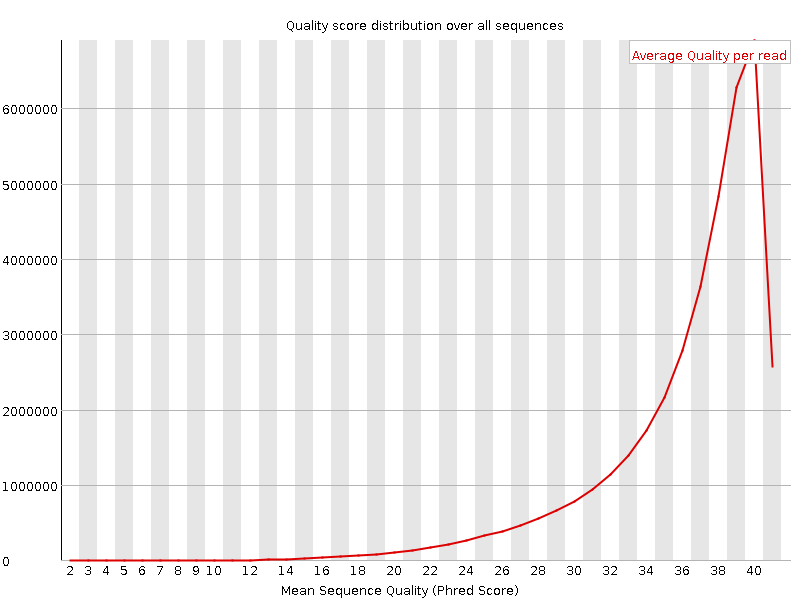 Quality score distribution over all sequences
Average Quality per read
6000000
5000000
4000000
3000000
2000000
1000000
0
2 3 4 5 6 7 8 9 10 12 14 16 18 20 22 24 26 28 30 32 34 36 38 40
Mean Sequence Quality (Phred Score)